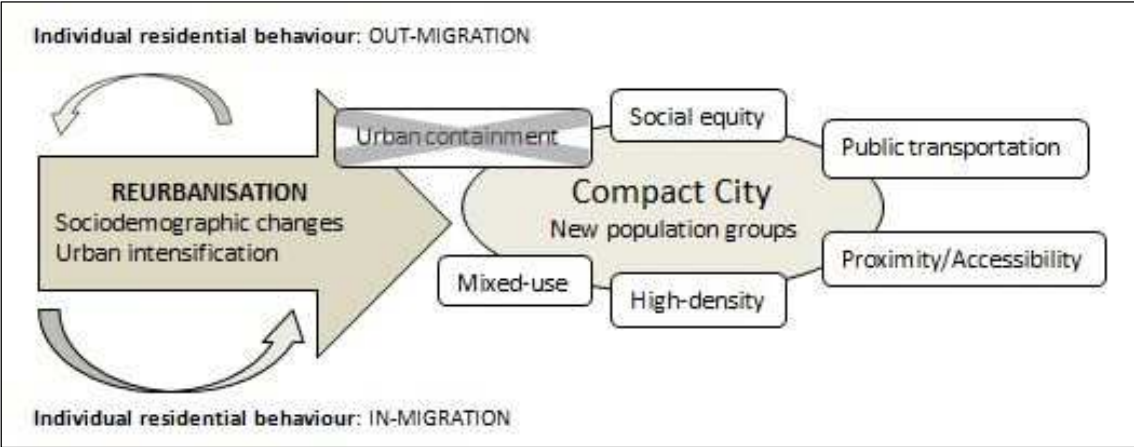 Individual residential behaviour: OUT-MIGRATION
REURBANISATION
Sociodemographic changes
Urban intensification
Urban containment
Social equity
Public transportation
Compact City
New population groups
Proximity/Accessibility
Mixed-use
High-density
Individual residential behaviour: IN-MIGRATION